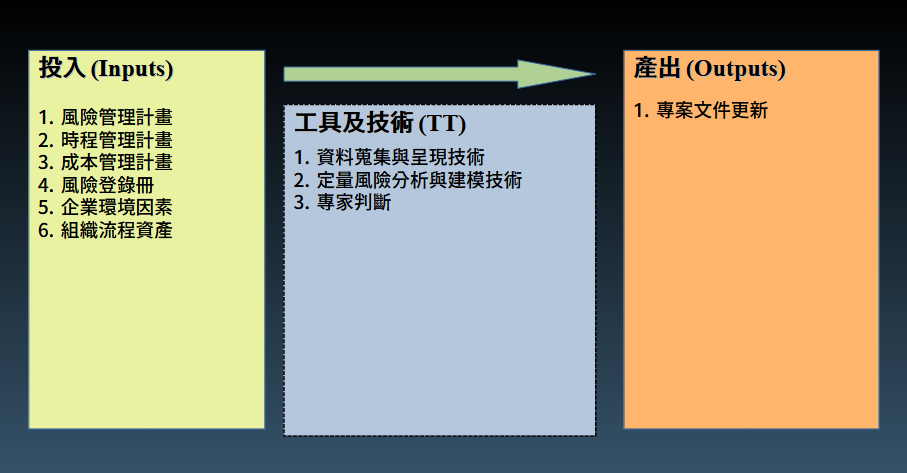 投入 (Inputs)
1. 風險管理計畫
2. 時程管理計畫
3. 成本管理計畫
4. 風險登錄冊
5. 企業環境因素
6. 組織流程資產
工具及技術 (TT)
1. 資料蒐集與呈現技術
2. 定量風險分析與建模技術
3. 專家判斷
產出 (Outputs)
1. 專案文件更新